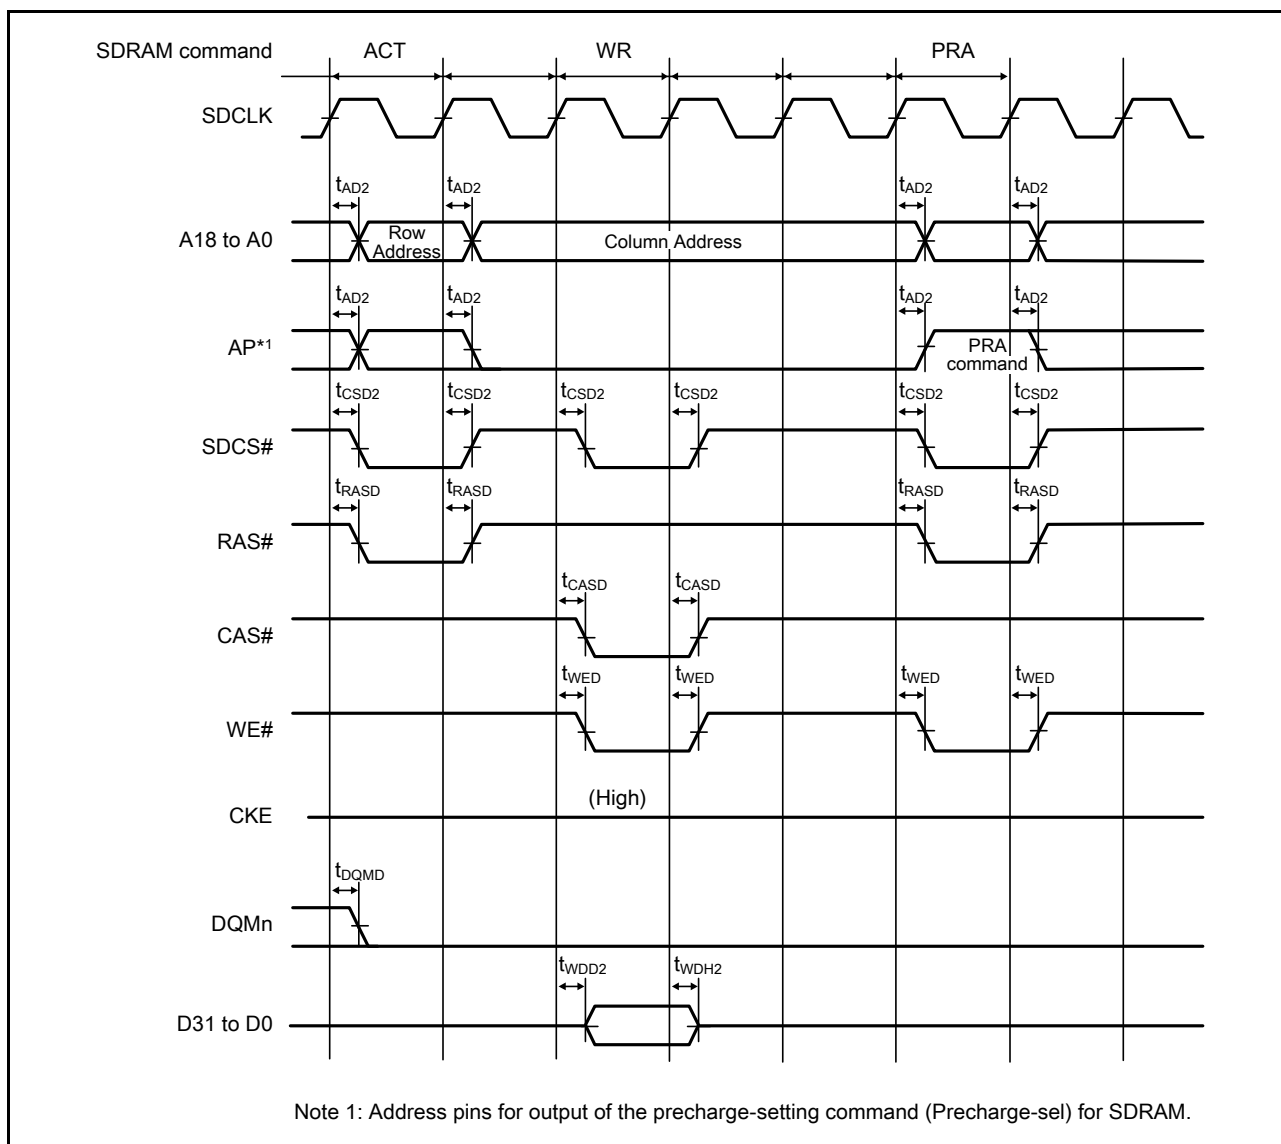 SDRAM command ACT WR PRA
SDCLK
tAD2 tAD2 tAD2 tAD2
A18 to A0 Row Address Column Address
tAD2 tAD2 tAD2 tAD2
AP*1 PRA command
tCSD2 tCSD2 tCSD2 tCSD2 tCSD2 tCSD2
SDCS#
tRASD tRASD tRASD tRASD
RAS#
tCASD tCASD
CAS#
tWED tWED tWED tWED
WE#
(High)
CKE
tDQMD
DQMn
tWDD2 tWDH2
D31 to D0
Note 1: Address pins for output of the precharge-setting command (Precharge-sel) for SDRAM.